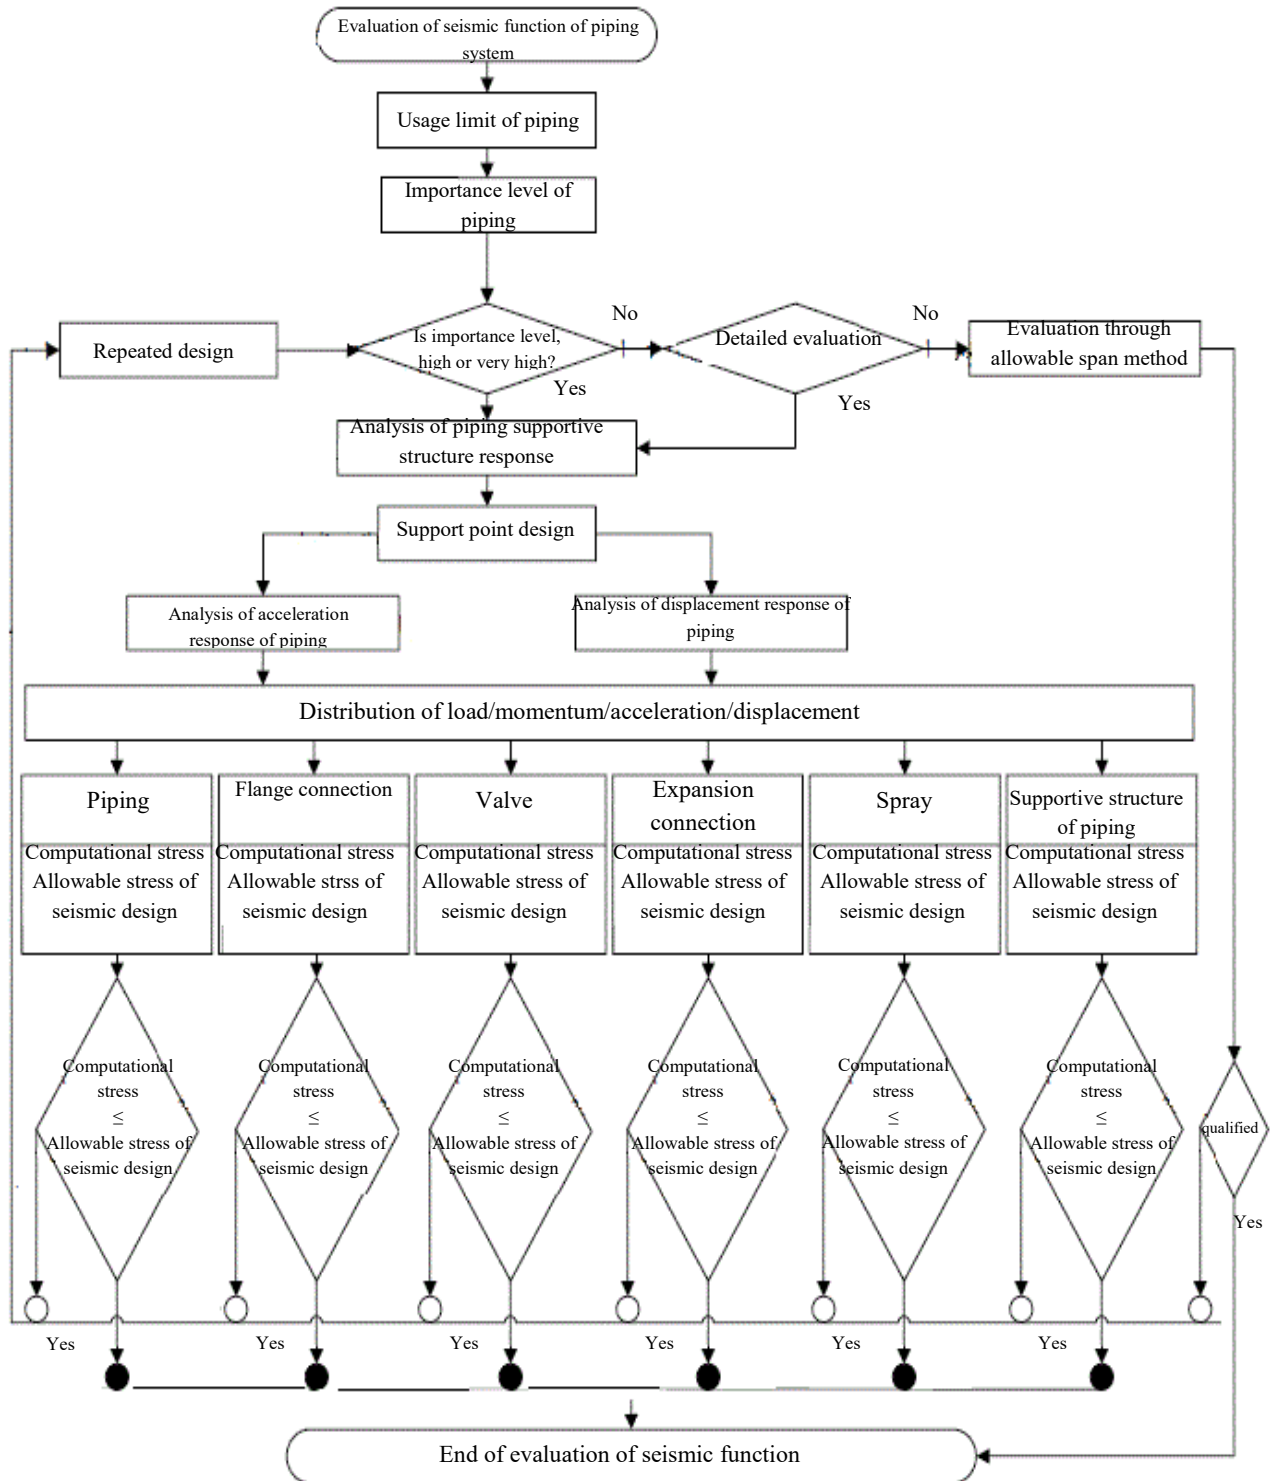 Evaluation of seismic function of piping
system
Usage limit of piping
Importance level of
piping
Repeated design
Is importance level,
high or very high?
No
Yes
Detailed evaluation
No
Yes
Evaluation through
allowable span method
Analysis of piping supportive
structure response
Support point design
Analysis of acceleration
response of piping
Analysis of displacement response of
piping
Distribution of load/momentum/acceleration/displacement
Piping
Computational stress
Allowable stress of
seismic design
Flange connection
Computational stress
Allowable strss of
seismic design
Valve
Computational stress
Allowable stress of
seismic design
Expansion
connection
Computational stress
Allowable stress of
seismic design
Spray
Computational stress
Allowable stress of
seismic design
Supportive structure
of piping
Computational stress
Allowable stress of
seismic design
Computational
stress
≤
Allowable stress of
seismic design
Computational
stress
≤
Allowable stress of
seismic design
Computational
stress
≤
Allowable stress of
seismic design
Computational
stress
≤
Allowable stress of
seismic design
Computational
stress
≤
Allowable stress of
seismic design
Computational
stress
≤
Allowable stress of
seismic design
qualified
Yes
Yes
Yes
Yes
Yes
Yes
Yes
End of evaluation of seismic function